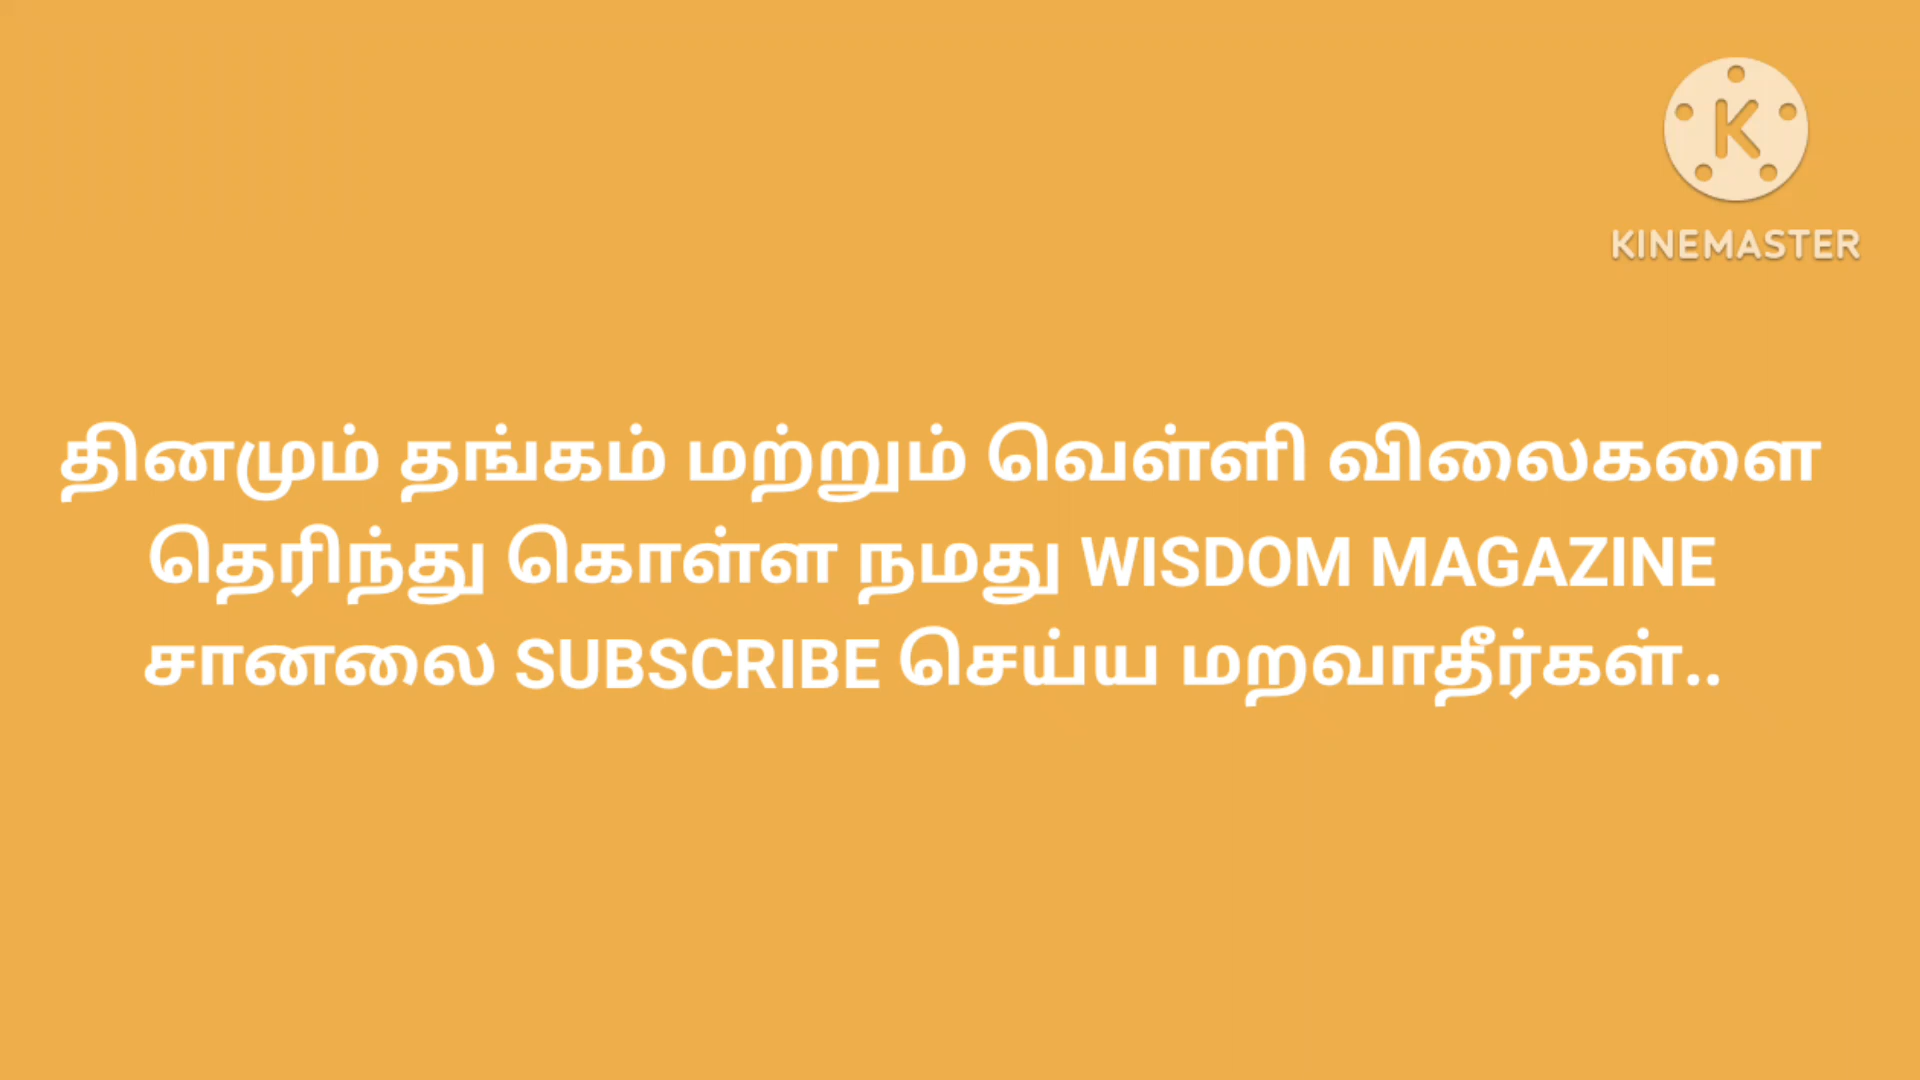 KINEMASTER
தினமும் தங்கம் மற்றும் வெள்ளி விலைகளை
தெரிந்து கொள்ள நமது WISDOM MAGAZINE
சானலை SUBSCRIBE செய்ய மறவாதீர்கள்..